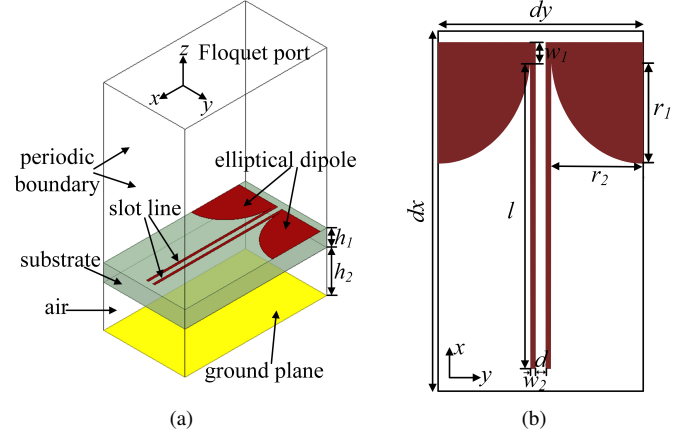 z
Floquet port
x
y
periodic
boundary
elliptical dipole
slot line
substrate
air
h1
h2
ground plane
(a)
dy
w1
r1
r2
dx
l
d
w2
x
y
(b)